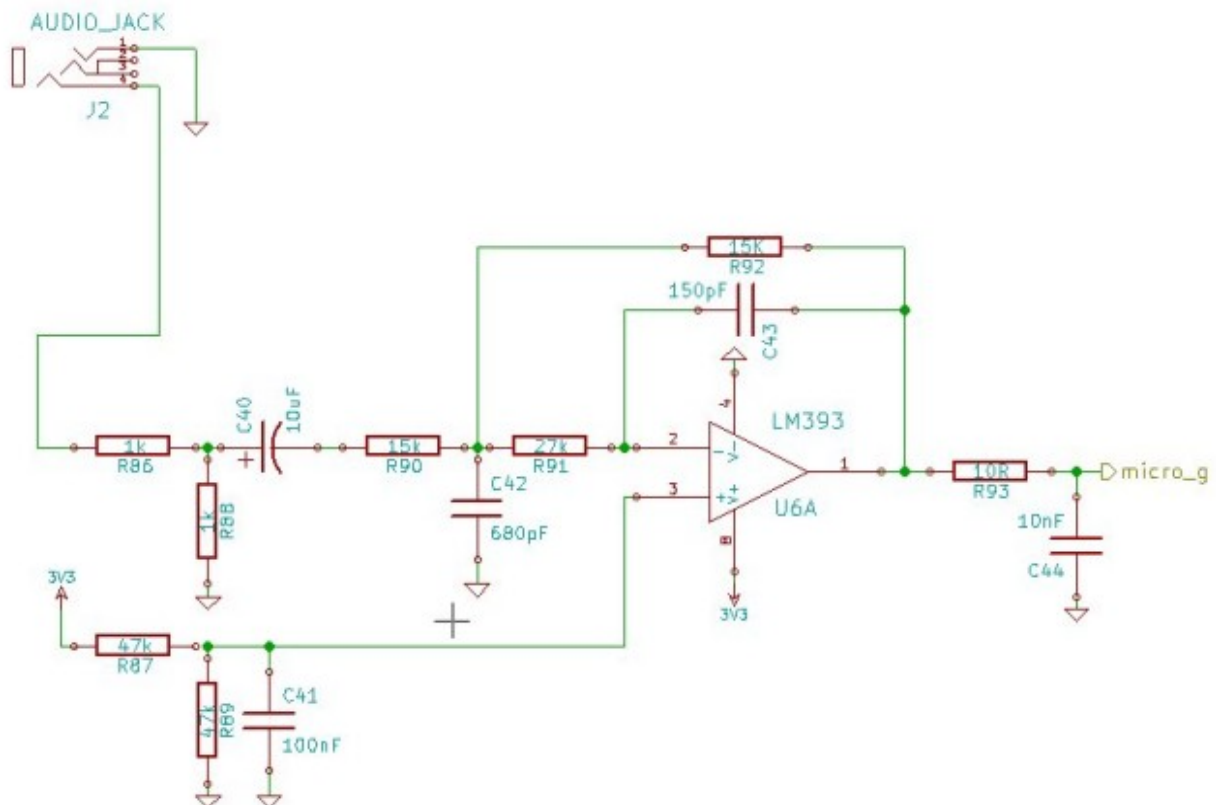 AUDIO_JACK
1
2
3
4
J2
15K
R92
150pF
C43
C40
10uF
4
LM393
1k
R86
15k
R90
27k
R91
2
-
V-
1
10R
R93
micro_g
+
C42
3
+
V+
U6A
1k
R88
680pF
8
10nF
C44
3V3
3V3
47k
R87
47k
R89
C41
100nF